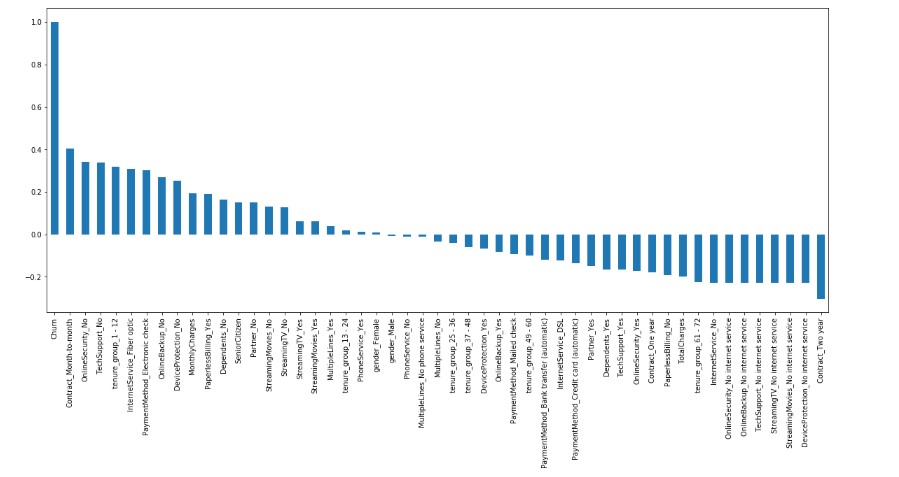 1.0
0.8
0.6
0.4
0.2
0.0
−0.2
Churn
Contract_Month-to-month
OnlineSecurity_No
TechSupport_No
tenure_group_1 - 12
InternetService_Fiber optic
PaymentMethod_Electronic check
OnlineBackup_No
DeviceProtection_No
MonthlyCharges
PaperlessBilling_Yes
Dependents_No
SeniorCitizen
Partner_No
StreamingMovies_No
StreamingTV_No
StreamingTV_Yes
StreamingMovies_Yes
MultipleLines_Yes
tenure_group_13 - 24
PhoneService_Yes
gender_Female
gender_Male
PhoneService_No
MultipleLines_No phone service
MultipleLines_No
tenure_group_25 - 36
tenure_group_37 - 48
DeviceProtection_Yes
OnlineBackup_Yes
PaymentMethod_Mailed check
tenure_group_49 - 60
PaymentMethod_Bank transfer (automatic)
InternetService_DSL
PaymentMethod_Credit card (automatic)
Partner_Yes
Dependents_Yes
TechSupport_Yes
OnlineSecurity_Yes
Contract_One year
PaperlessBilling_No
TotalCharges
tenure_group_61 - 72
InternetService_No
OnlineSecurity_No internet service
OnlineBackup_No internet service
TechSupport_No internet service
StreamingTV_No internet service
StreamingMovies_No internet service
DeviceProtection_No internet service
Contract_Two year